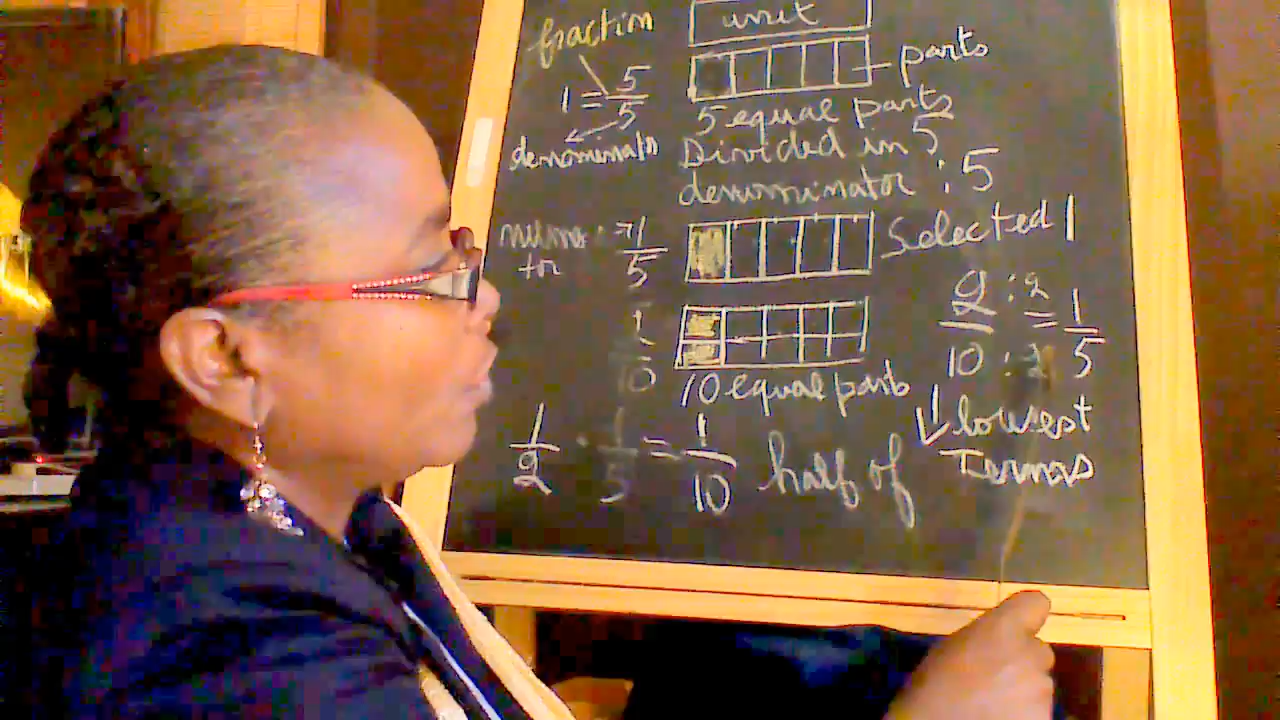 fraction
unit
parts
1 = 5/5
5 equal parts
denominato
Divided in 5
denominator : 5
tor
1/5
Selected 1
2 : 2 = 1
10 : 2 5
1
10
10 equal parts
lowest
Terms
1/2 · 1/5 = 1/10 half of